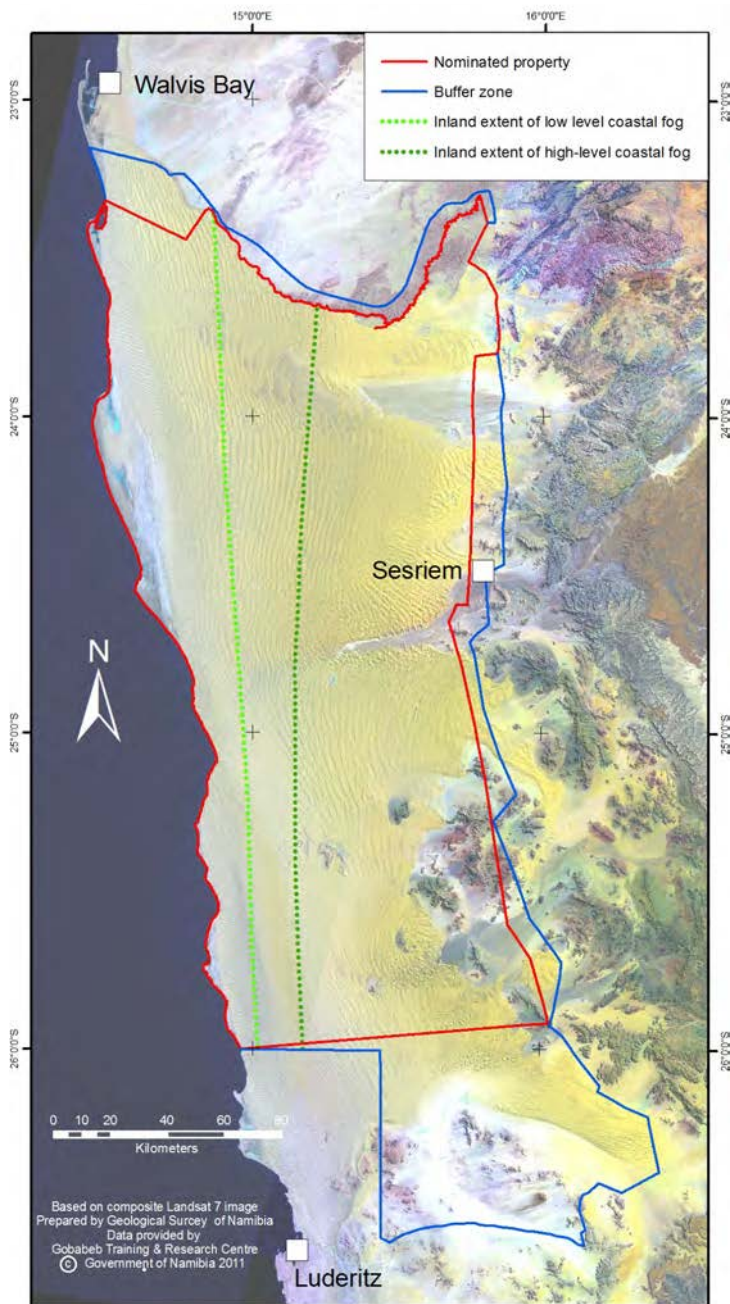 15°0'0"E
16°0'0"E
Nominated property
Buffer zone
Inland extent of low level coastal fog
Inland extent of high-level coastal fog
Walvis Bay
23°0'0"S
23°0'0"S
24°0'0"S
24°0'0"S
Sesriem
N
25°0'0"S
25°0'0"S
26°0'0"S
26°0'0"S
0 10 20 40 60 80
Kilometers
Based on composite Landsat 7 image
Prepared by Geological Survey of Namibia
Data provided by
Gobabeb Training & Research Centre
© Government of Namibia 2011
Luderitz